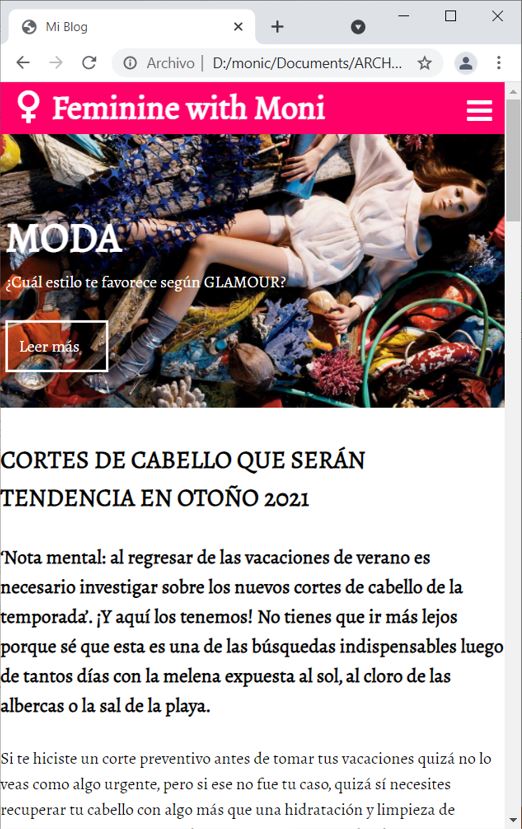 Mi Blog
Archivo | D:/monic/Documents/ARCH...
Feminine with Moni
MODA
¿Cuál estilo te favorece según GLAMOUR?
Leer más
CORTES DE CABELLO QUE SERÁN
TENDENCIA EN OTOÑO 2021
‘Nota mental: al regresar de las vacaciones de verano es
necesario investigar sobre los nuevos cortes de cabello de la
temporada’. ¡Y aquí los tenemos! No tienes que ir más lejos
porque sé que esta es una de las búsquedas indispensables luego
de tantos días con la melena expuesta al sol, al cloro de las
albercas o la sal de la playa.
Si te hiciste un corte preventivo antes de tomar tus vacaciones quizá no lo
veas como algo urgente, pero si ese no fue tu caso, quizá sí necesites
recuperar tu cabello con algo más que una hidratación y limpieza de